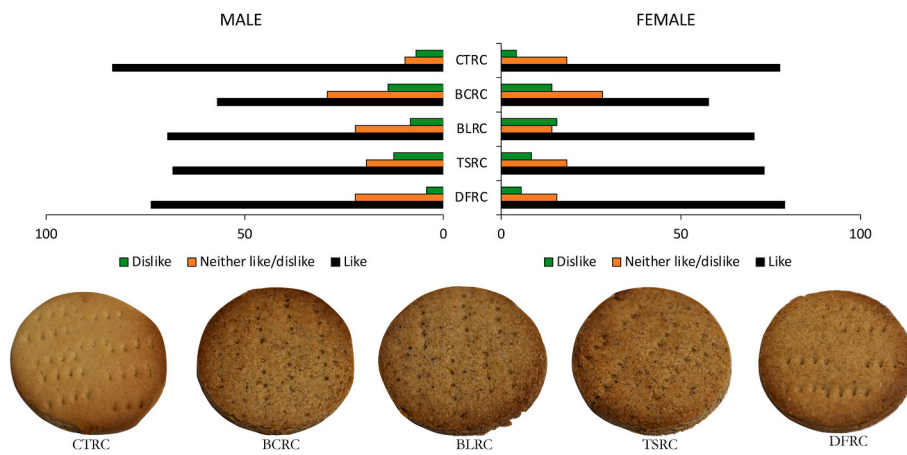 MALE
FEMALE
CTRC
BCRC
BLRC
TSRC
DFRC
100
50
0
0
50
100
Dislike
Neither like/dislike
Like
Dislike
Neither like/dislike
Like
CTRC
BCRC
BLRC
TSRC
DFRC